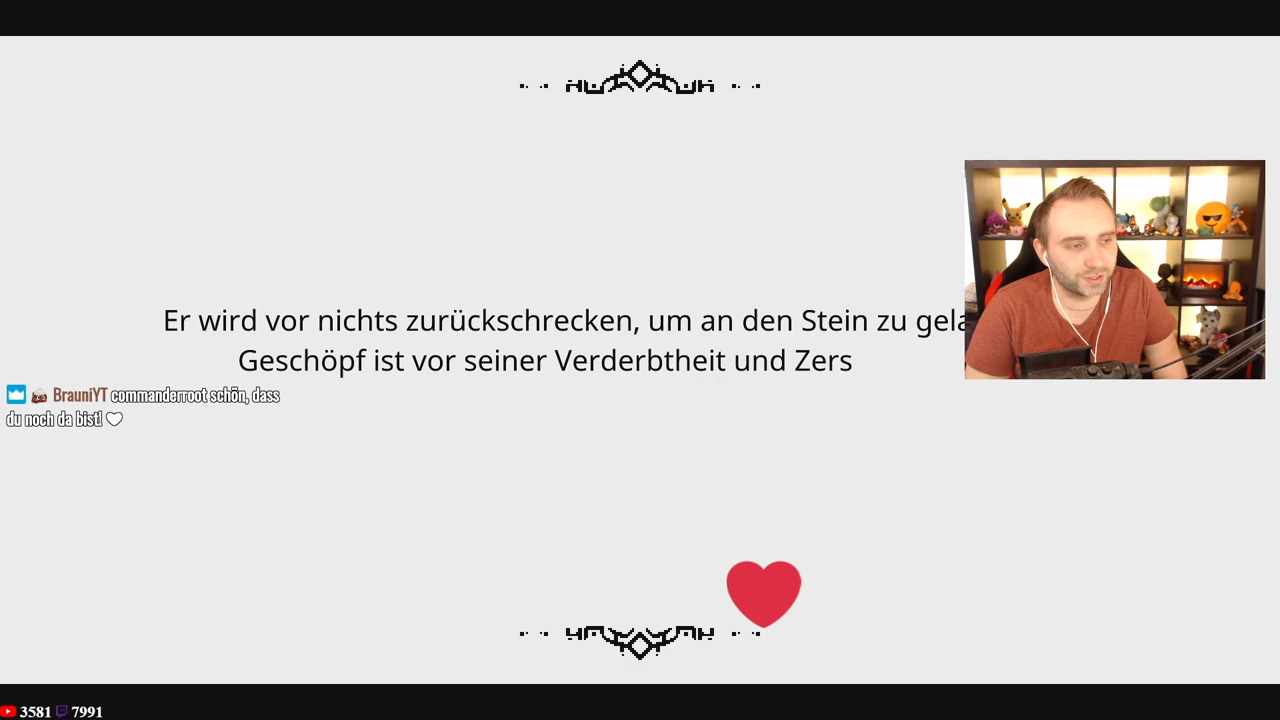 Er wird vor nichts zurückschrecken, um an den Stein zu gela
Geschöpf ist vor seiner Verderbtheit und Zers
BrauniYT commanderroot schön, dass
du noch da bist! ♡
3581 7991